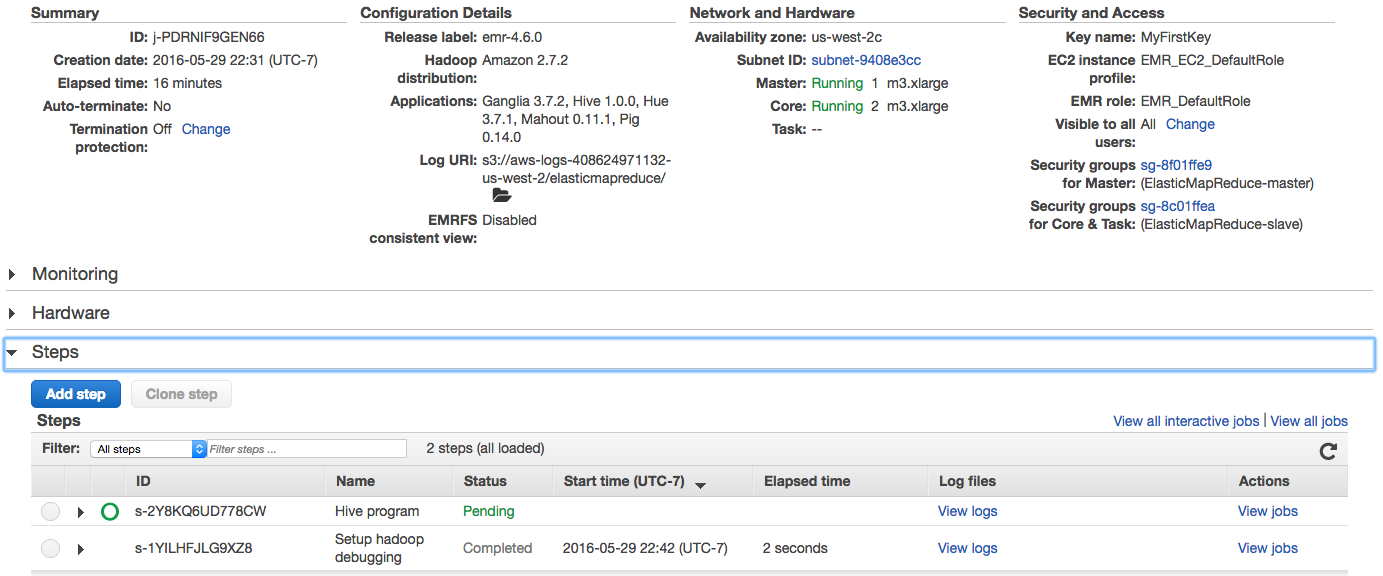 Summary
ID: j-PDRNIF9GEN66
Creation date: 2016-05-29 22:31 (UTC-7)
Elapsed time: 16 minutes
Auto-terminate: No
Termination Off Change
protection:
Configuration Details
Release label: emr-4.6.0
Hadoop Amazon 2.7.2
distribution:
Applications: Ganglia 3.7.2, Hive 1.0.0, Hue
3.7.1, Mahout 0.11.1, Pig
0.14.0
Log URI: s3://aws-logs-408624971132-
us-west-2/elasticmapreduce/
EMRFS Disabled
consistent view:
Network and Hardware
Availability zone: us-west-2c
Subnet ID: subnet-9408e3cc
Master: Running 1 m3.xlarge
Core: Running 2 m3.xlarge
Task: --
Security and Access
Key name: MyFirstKey
EC2 instance EMR_EC2_DefaultRole
profile:
EMR role: EMR_DefaultRole
Visible to all All Change
users:
Security groups sg-8f01ffe9
for Master: (ElasticMapReduce-master)
Security groups sg-8c01ffea
for Core & Task: (ElasticMapReduce-slave)
Monitoring
Hardware
Steps
Add step Clone step
Steps
View all interactive jobs | View all jobs
Filter: All steps Filter steps ... 2 steps (all loaded)
ID Name Status Start time (UTC-7) Elapsed time Log files Actions
s-2Y8KQ6UD778CW Hive program Pending View logs View jobs
s-1YILHFJLG9XZ8 Setup hadoop Completed 2016-05-29 22:42 (UTC-7) 2 seconds View logs View jobs
debugging